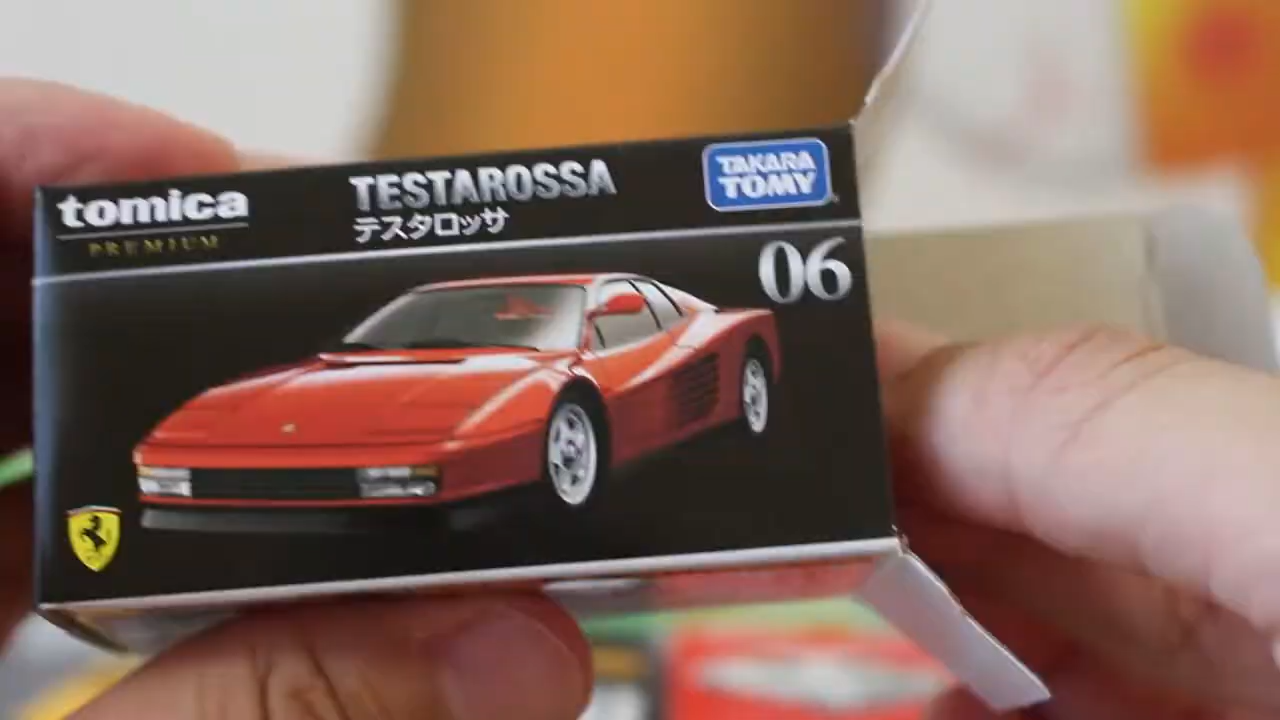 tomica
PREMIUM
TESTAROSSA
テスタロッサ
TAKARA
TOMY
06